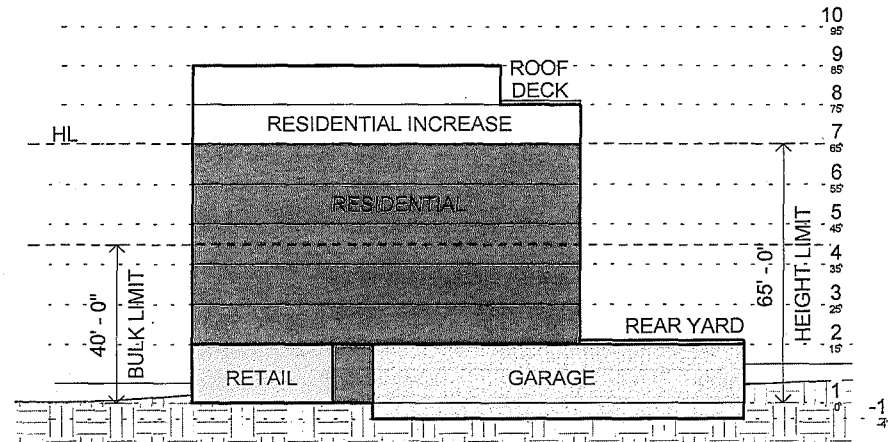 10
95'
9
85'
ROOF
DECK
8
75'
RESIDENTIAL INCREASE
HL
7
65'
6
55'
RESIDENTIAL
5
45'
4
35'
40' - 0"
BULK LIMIT
65' - 0"
HEIGHT LIMIT
3
25'
REAR YARD
2
15'
RETAIL
GARAGE
1
0'
-1